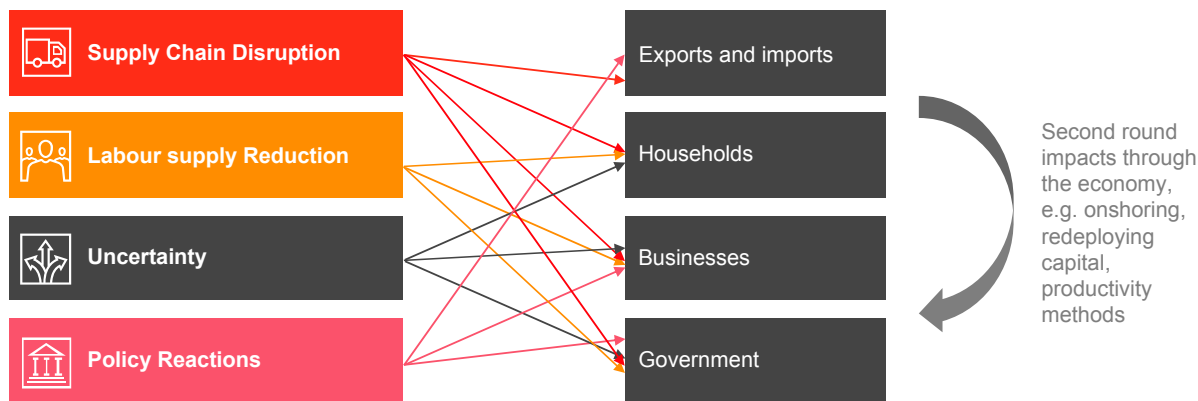 Supply Chain Disruption
Exports and imports
Labour supply Reduction
Households
Uncertainty
Businesses
Policy Reactions
Government
Second round
impacts through
the economy,
e.g. onshoring,
redeploying
capital,
productivity
methods